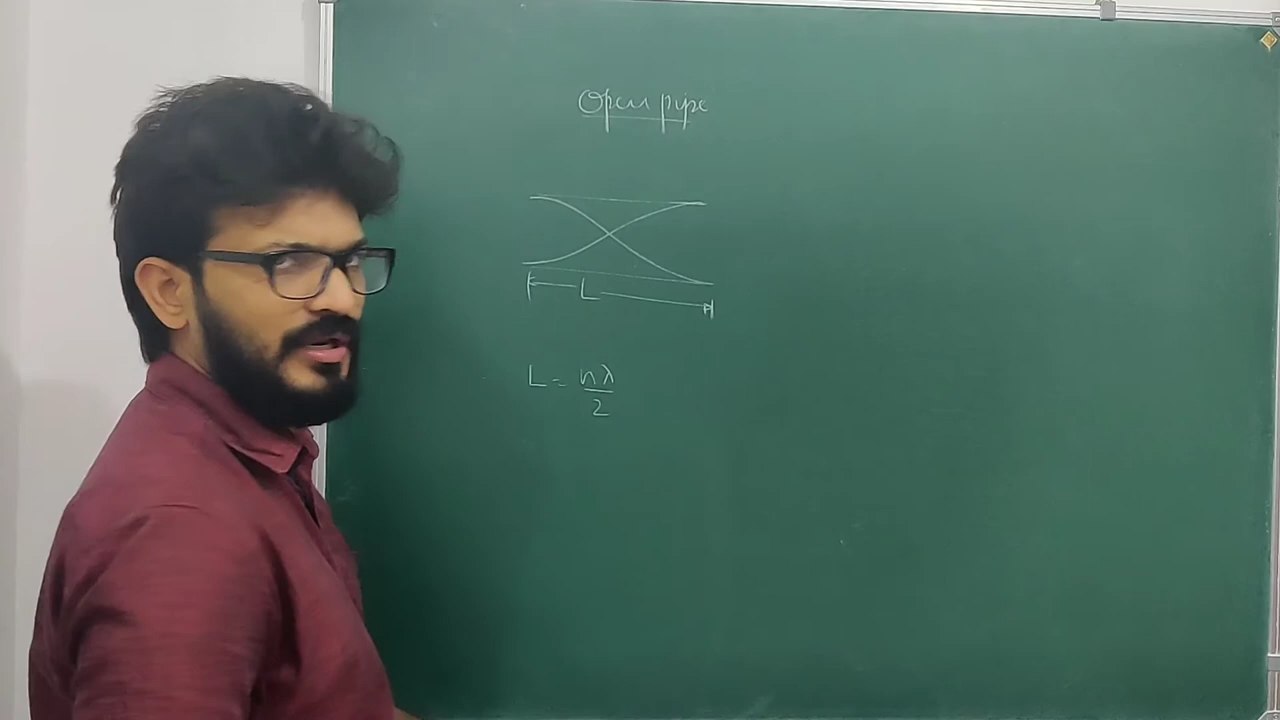 Open pipe
L
L = nλ/2